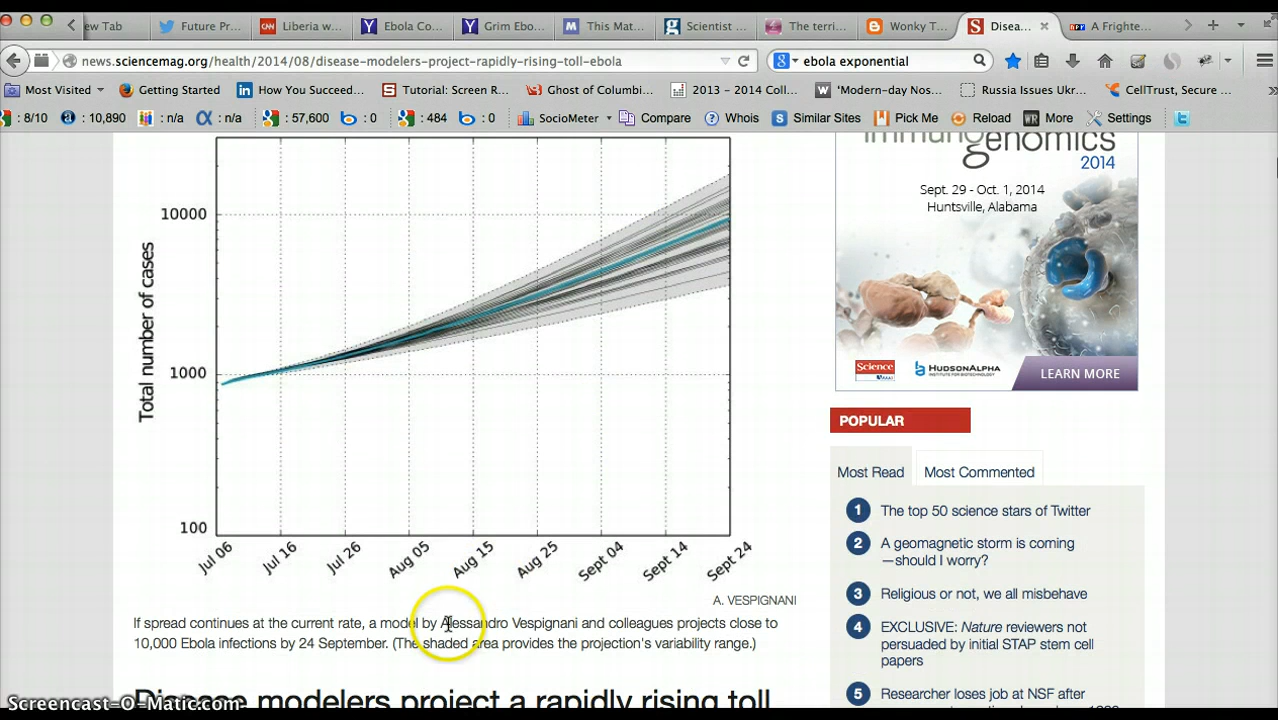 ew Tab
Future Pr...
CNN
Liberia w...
Ebola Co...
Grim Ebo...
This Mat...
Scientist ...
The terri...
Wonky T...
Disea...
A Frighte...
news.sciencemag.org/health/2014/08/disease-modelers-project-rapidly-rising-toll-ebola
ebola exponential
Most Visited
Getting Started
How You Succeed...
Tutorial: Screen R...
Ghost of Columbi...
2013 – 2014 Coll...
'Modern-day Nos...
Russia Issues Ukr...
CellTrust, Secure ...
: 8/10
: 10,890
: n/a
: n/a
: 57,600
: 0
: 484
: 0
SocioMeter
Compare
Whois
Similar Sites
Pick Me
Reload
More
Settings
10000
1000
100
Total number of cases
Jul 06
Jul 16
Jul 26
Aug 05
Aug 15
Aug 25
Sept 04
Sept 14
Sept 24
A. VESPIGNANI
If spread continues at the current rate, a model by Alessandro Vespignani and colleagues projects close to
10,000 Ebola infections by 24 September. (The shaded area provides the projection's variability range.)
Disease modelers project a rapidly rising toll
genomics
2014
Sept. 29 - Oct. 1, 2014
Huntsville, Alabama
Science
HUDSONALPHA
INSTITUTE FOR BIOTECHNOLOGY
LEARN MORE
POPULAR
Most Read
Most Commented
1 The top 50 science stars of Twitter
2 A geomagnetic storm is coming
—should I worry?
3 Religious or not, we all misbehave
4 EXCLUSIVE: Nature reviewers not
persuaded by initial STAP stem cell
papers
5 Researcher loses job at NSF after
Screencast-O-Matic.com